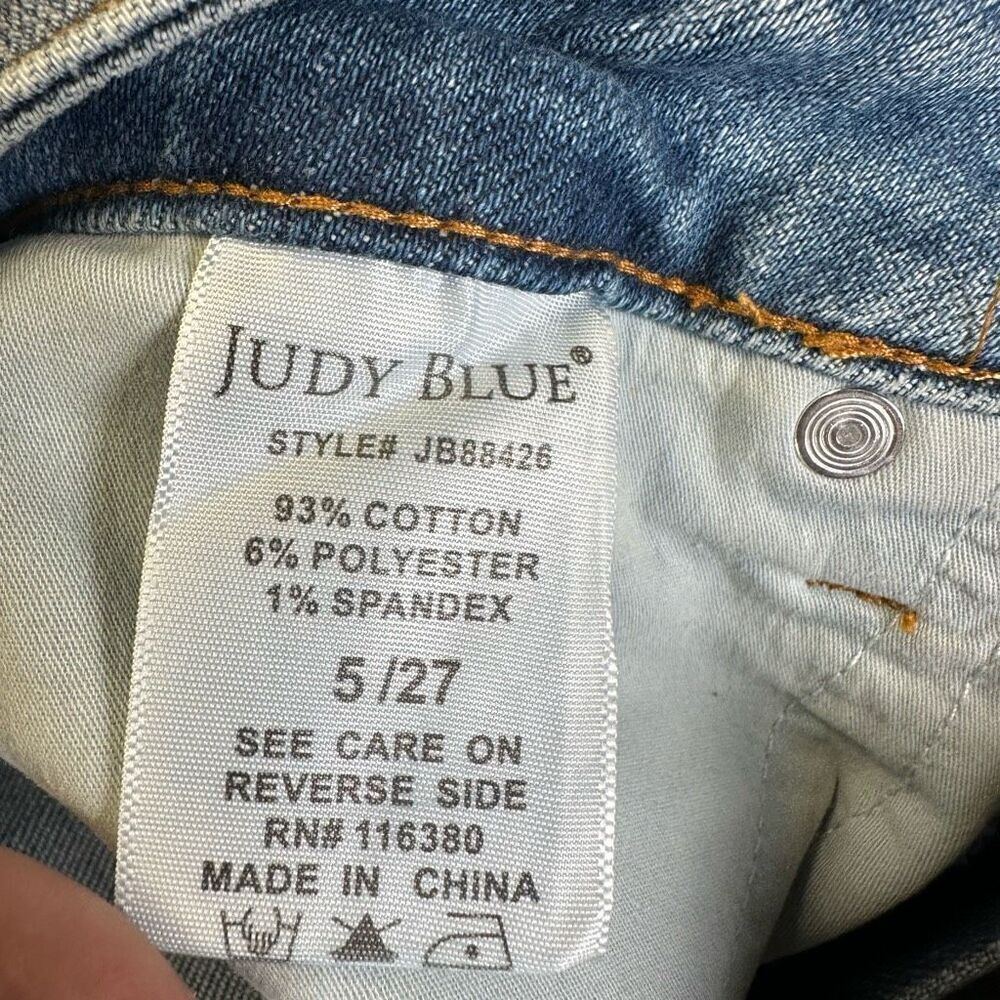 JUDY BLUE®
STYLE# JB88426
93% COTTON
6% POLYESTER
1% SPANDEX
5/27
SEE CARE ON
REVERSE SIDE
RN# 116380
MADE IN CHINA